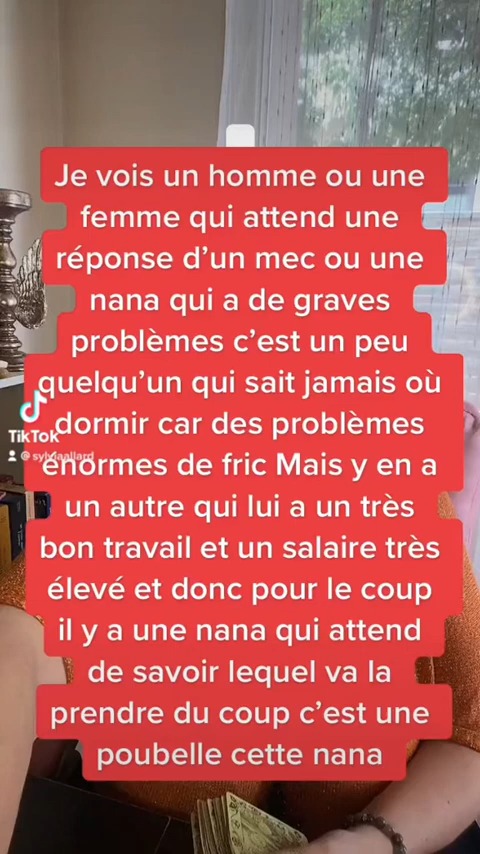 Je vois un homme ou une
femme qui attend une
réponse d'un mec ou une
nana qui a de graves
problèmes c'est un peu
quelqu'un qui sait jamais où
dormir car des problèmes
TikTok
@sylviaallard
énormes de fric Mais y en a
un autre qui lui a un très
bon travail et un salaire très
élevé et donc pour le coup
il y a une nana qui attend
de savoir lequel va la
prendre du coup c'est une
poubelle cette nana